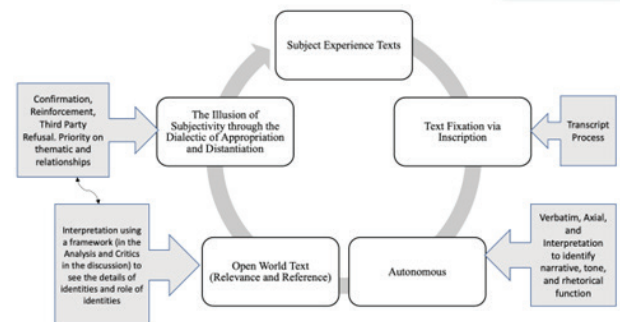 Subject Experience Texts
Confirmation,
Reinforcement,
Third Party
Refusal. Priority on
thematic and
relationships
The Illusion of
Subjectivity through the
Dialectic of Appropriation
and Distantiation
Text Fixation via
Inscription
Transcript
Process
Interpretation using
a framework (in the
Analysis and Critics
in the discussion) to
see the details of
identities and role of
identities
Open World Text
(Relevance and Reference)
Autonomous
Verbatim, Axial,
and
Interpretation
to identify
narrative, tone,
and rhetorical
function